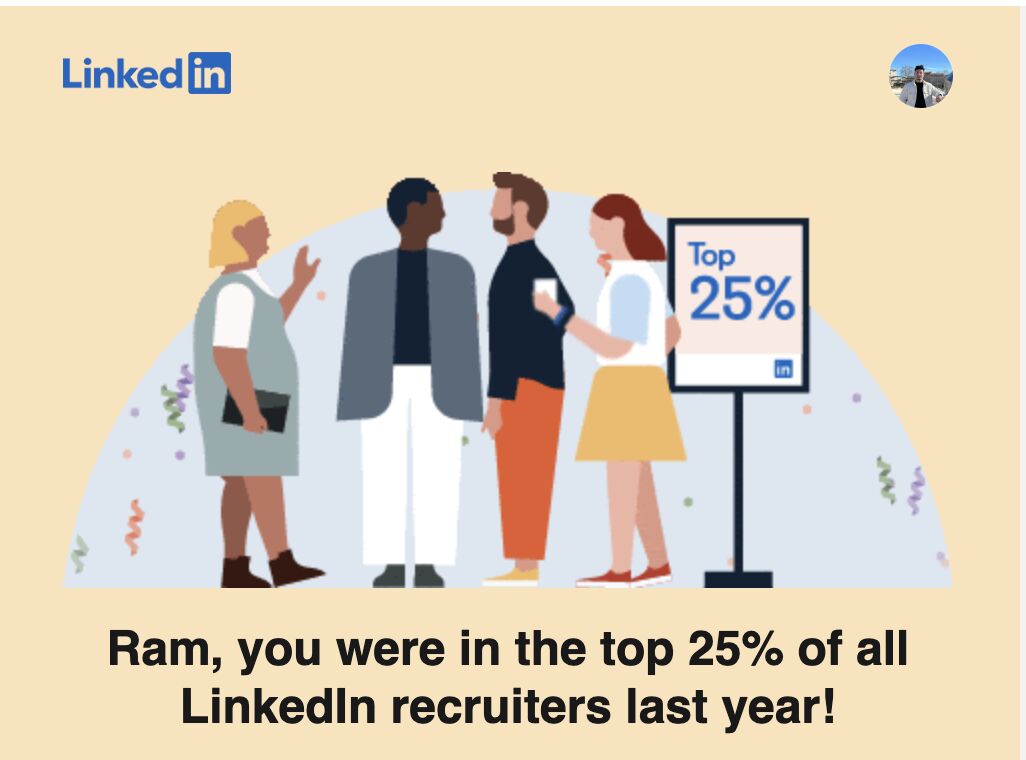 LinkedIn
Top
25%
in
Ram, you were in the top 25% of all
LinkedIn recruiters last year!